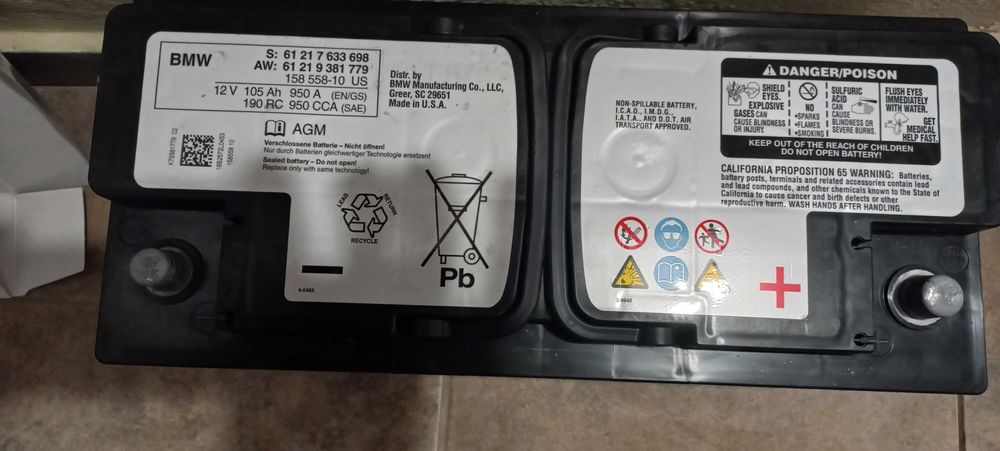 BMW
S: 61 21 7 633 698
AW: 61 21 9 381 779
158 558-10 US
12 V 105 Ah 950 A (EN/GS)
190 RC 950 CCA (SAE)
Distr. by
BMW Manufacturing Co., LLC,
Greer, SC 29651
Made in U.S.A.
AGM
Verschlossene Batterie – Nicht öffnen!
Nur durch Batterien gleichwertiger Technologie ersetzen!
Sealed battery – Do not open!
Replace only with same technology!
LEAD
RETURN
RECYCLE
Pb
4-0483
NON-SPILLABLE BATTERY,
I.C.A.O., I.M.D.G.,
I.A.T.A., AND D.O.T. AIR
TRANSPORT APPROVED.
DANGER/POISON
SHIELD
EYES.
EXPLOSIVE
GASES CAN
CAUSE BLINDNESS
OR INJURY.
NO
•SPARKS
•FLAMES
•SMOKING
SULFURIC
ACID
CAN
CAUSE
BLINDNESS OR
SEVERE BURNS.
FLUSH EYES
IMMEDIATELY
WITH WATER.
GET
MEDICAL
HELP FAST.
KEEP OUT OF THE REACH OF CHILDREN
DO NOT OPEN BATTERY!
CALIFORNIA PROPOSITION 65 WARNING: Batteries,
battery posts, terminals and related accessories contain lead
and lead compounds, and other chemicals known to the State of
California to cause cancer and birth defects or other
reproductive harm. WASH HANDS AFTER HANDLING.
+